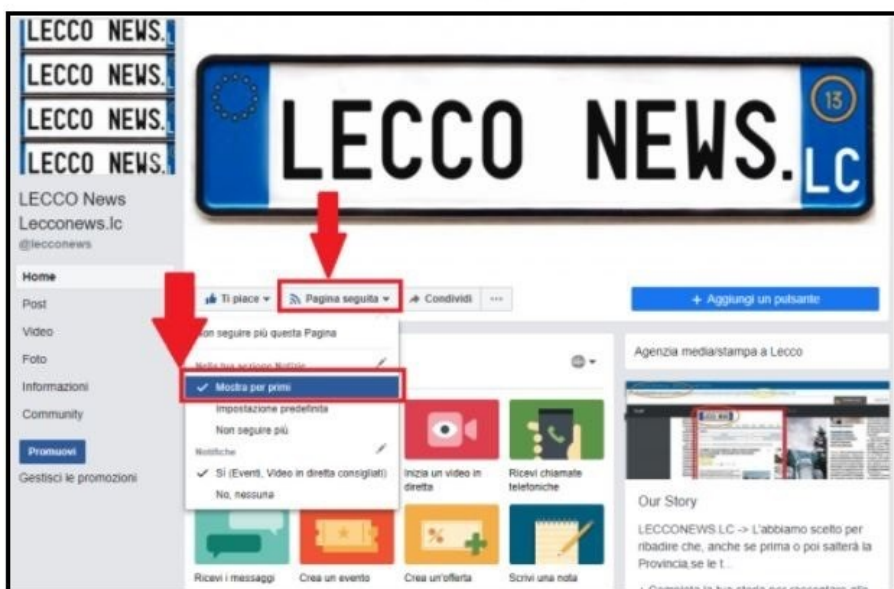 LECCO NEWS.
LECCO NEWS.
LECCO NEWS.
LECCO NEWS.
LECCO NEWS.LC
13
LECCO News
Lecconews.lc
@lecconews
Home
Post
Video
Foto
Informazioni
Community
Promuovi
Gestisci le promozioni
Ti piace
Pagina seguita
Condividi
+ Aggiungi un pulsante
Non seguire più questa Pagina
Nella tua sezione Notizie
Mostra per primi
Impostazione predefinita
Non seguire più
Notifiche
Sì (Eventi, Video in diretta consigliati)
No, nessuna
Inizia un video in
diretta
Ricevi chiamate
telefoniche
Ricevi i messaggi
Crea un evento
Crea un'offerta
Scrivi una nota
Agenzia media/stampa a Lecco
Our Story
LECCONEWS.LC -> L'abbiamo scelto per
ribadire che, anche se prima o poi salterà la
Provincia,se le t...